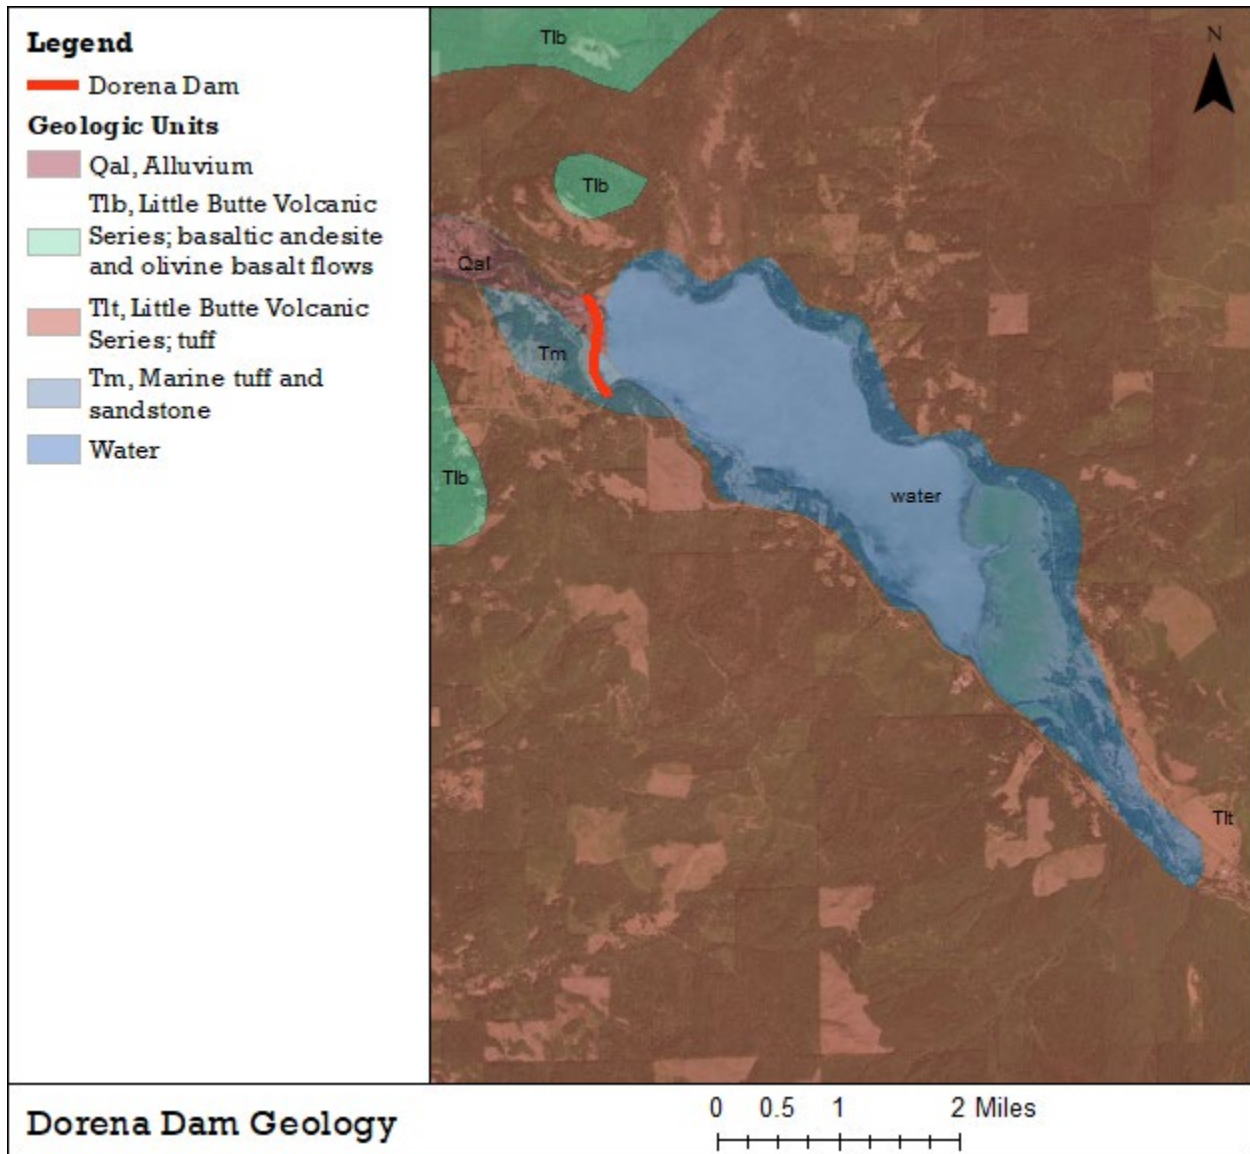 Legend
Dorena Dam
Geologic Units
Qal, Alluvium
Tlb, Little Butte Volcanic
Series; basaltic andesite
and olivine basalt flows
Tlt, Little Butte Volcanic
Series; tuff
Tm, Marine tuff and
sandstone
Water
Tlb
N
Tlb
Qal
Tm
Tlb
water
Tlt
Dorena Dam Geology
0 0.5 1 2 Miles